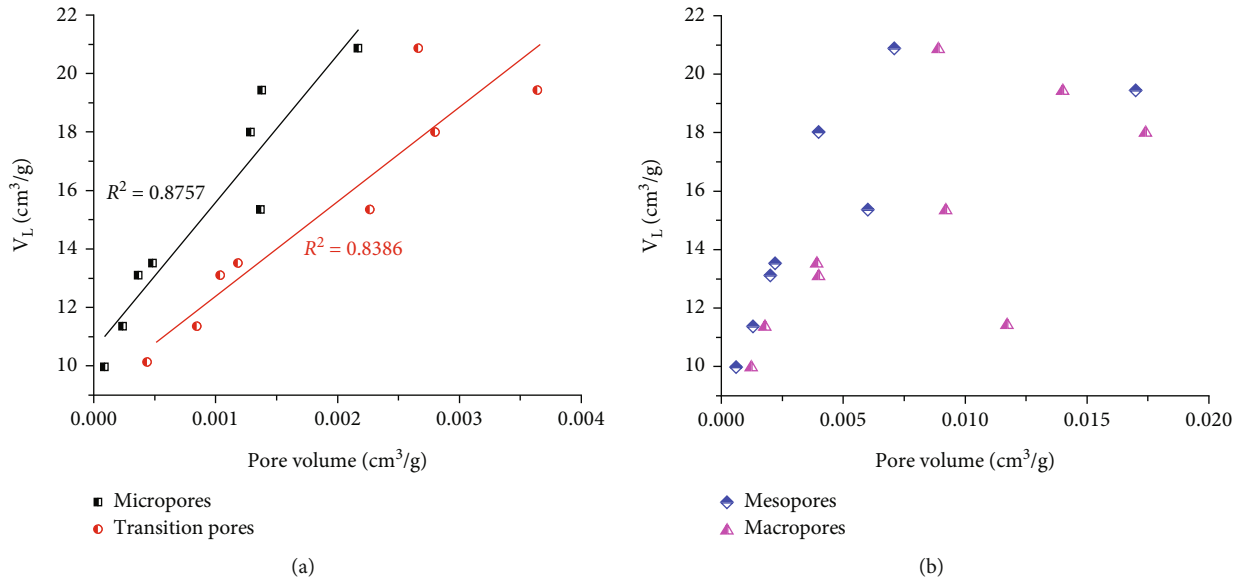 22
20
18
16
14
12
10
V_L (cm³/g)
R² = 0.8757
R² = 0.8386
0.000 0.001 0.002 0.003 0.004
Pore volume (cm³/g)
Micropores
Transition pores
(a)
22
20
18
16
14
12
10
V_L (cm³/g)
0.000 0.005 0.010 0.015 0.020
Pore volume (cm³/g)
Mesopores
Macropores
(b)